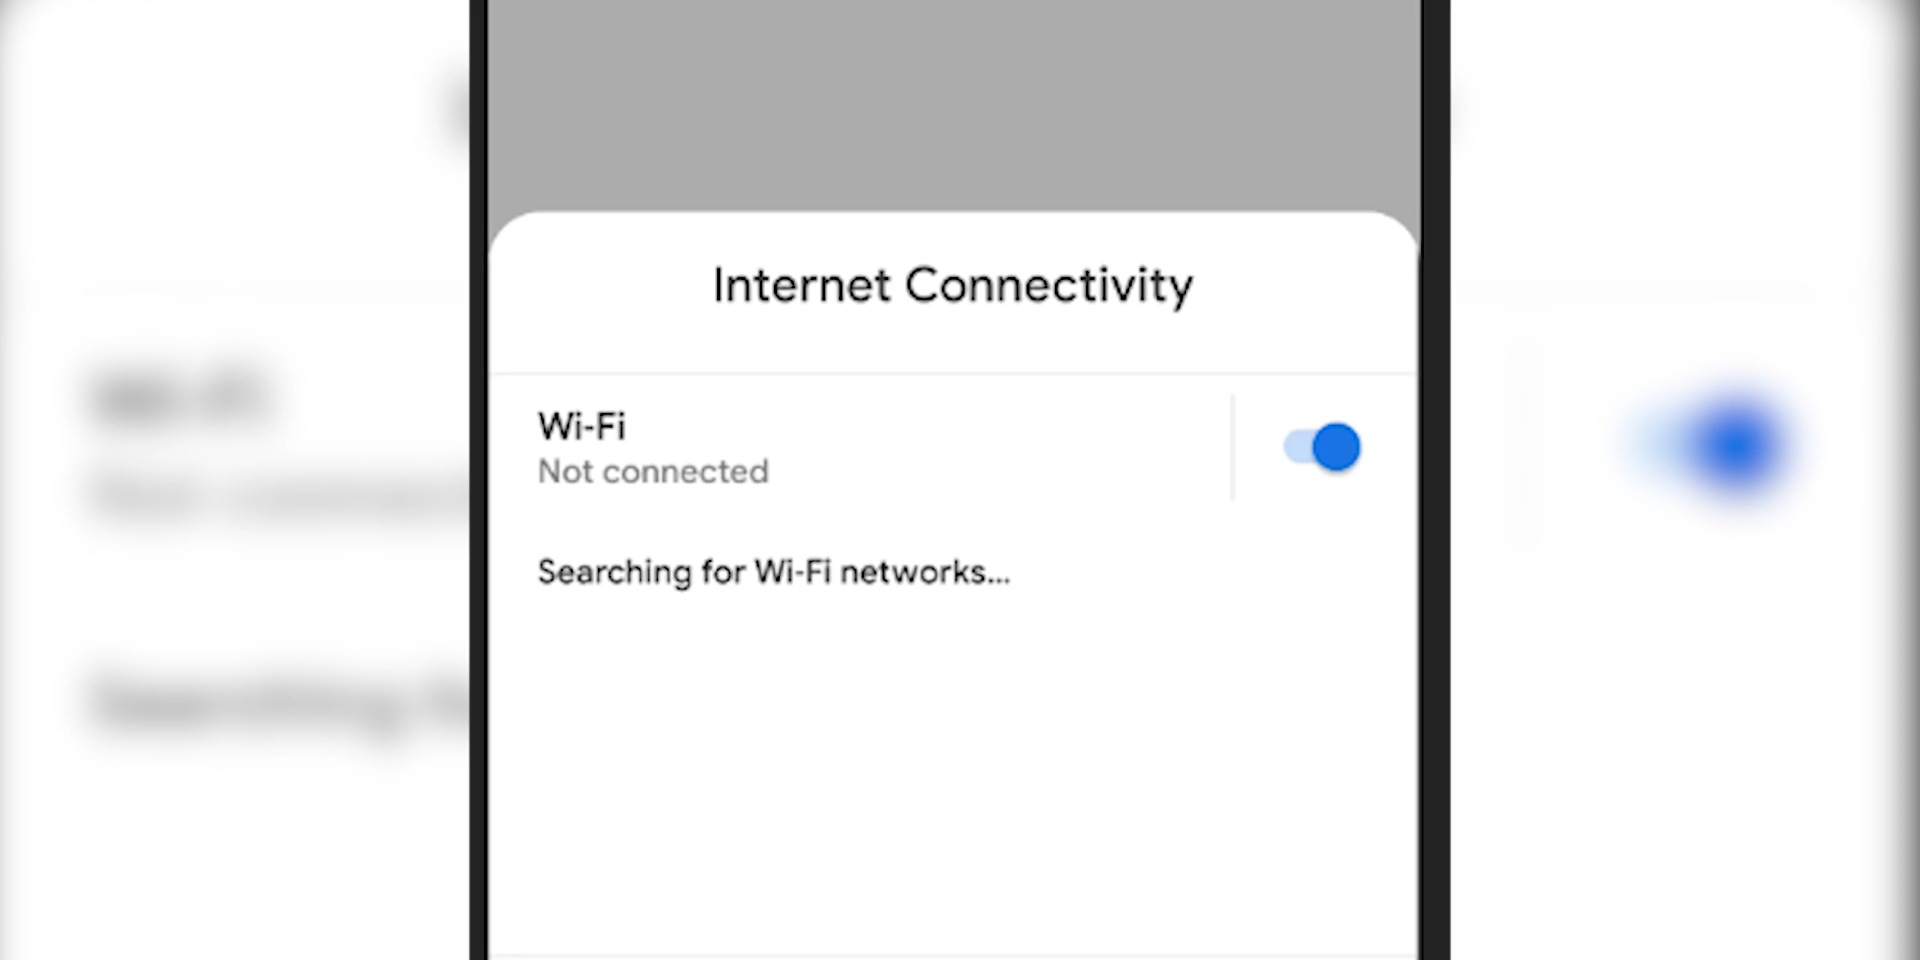 Internet Connectivity
Wi-Fi
Not connected
Searching for Wi-Fi networks...